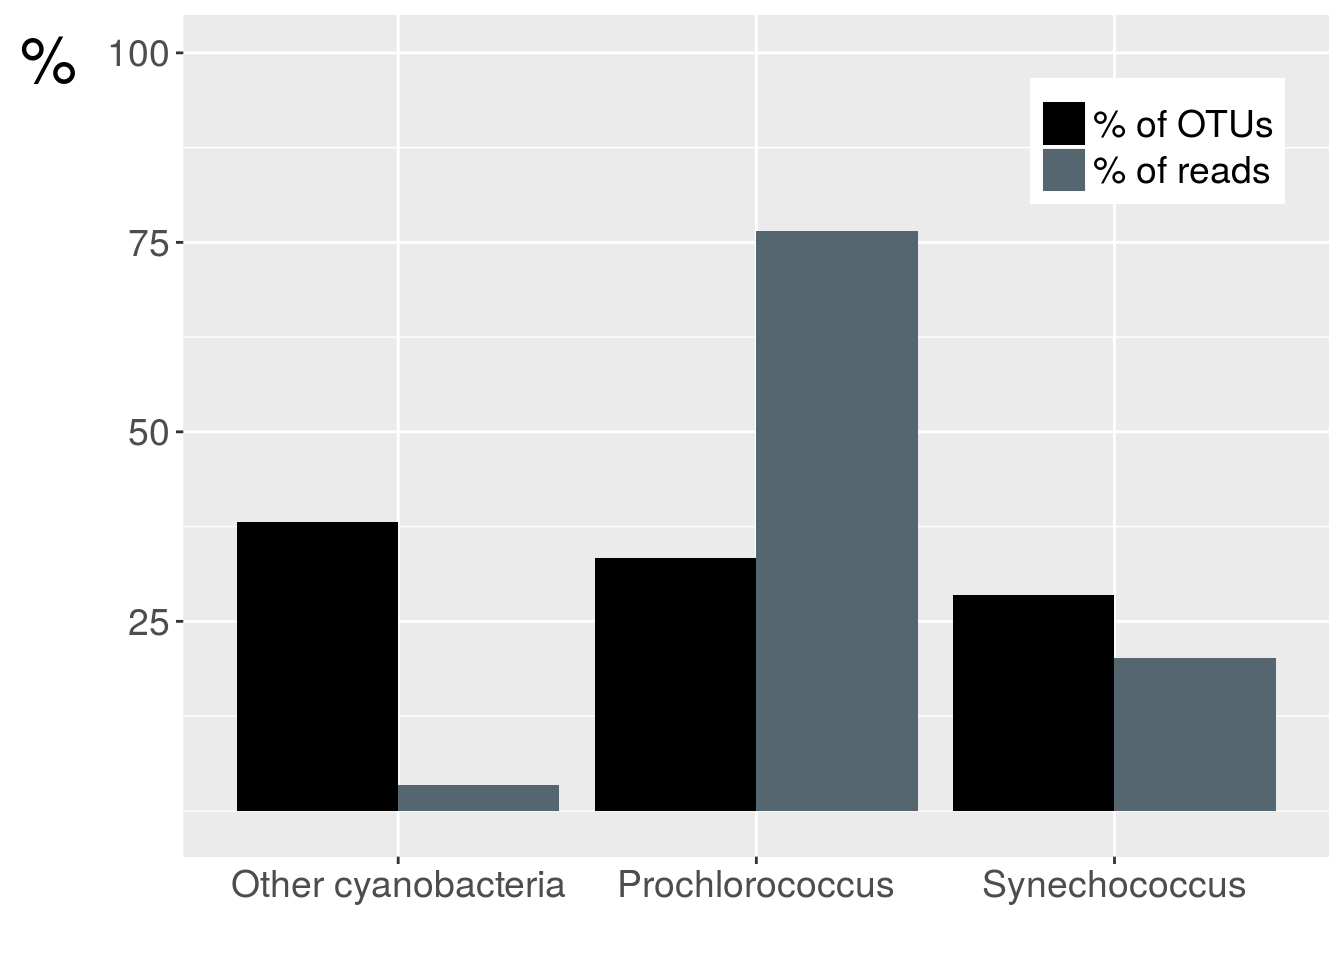 %
100
75
50
25
% of OTUs
% of reads
Other cyanobacteria
Prochlorococcus
Synechococcus